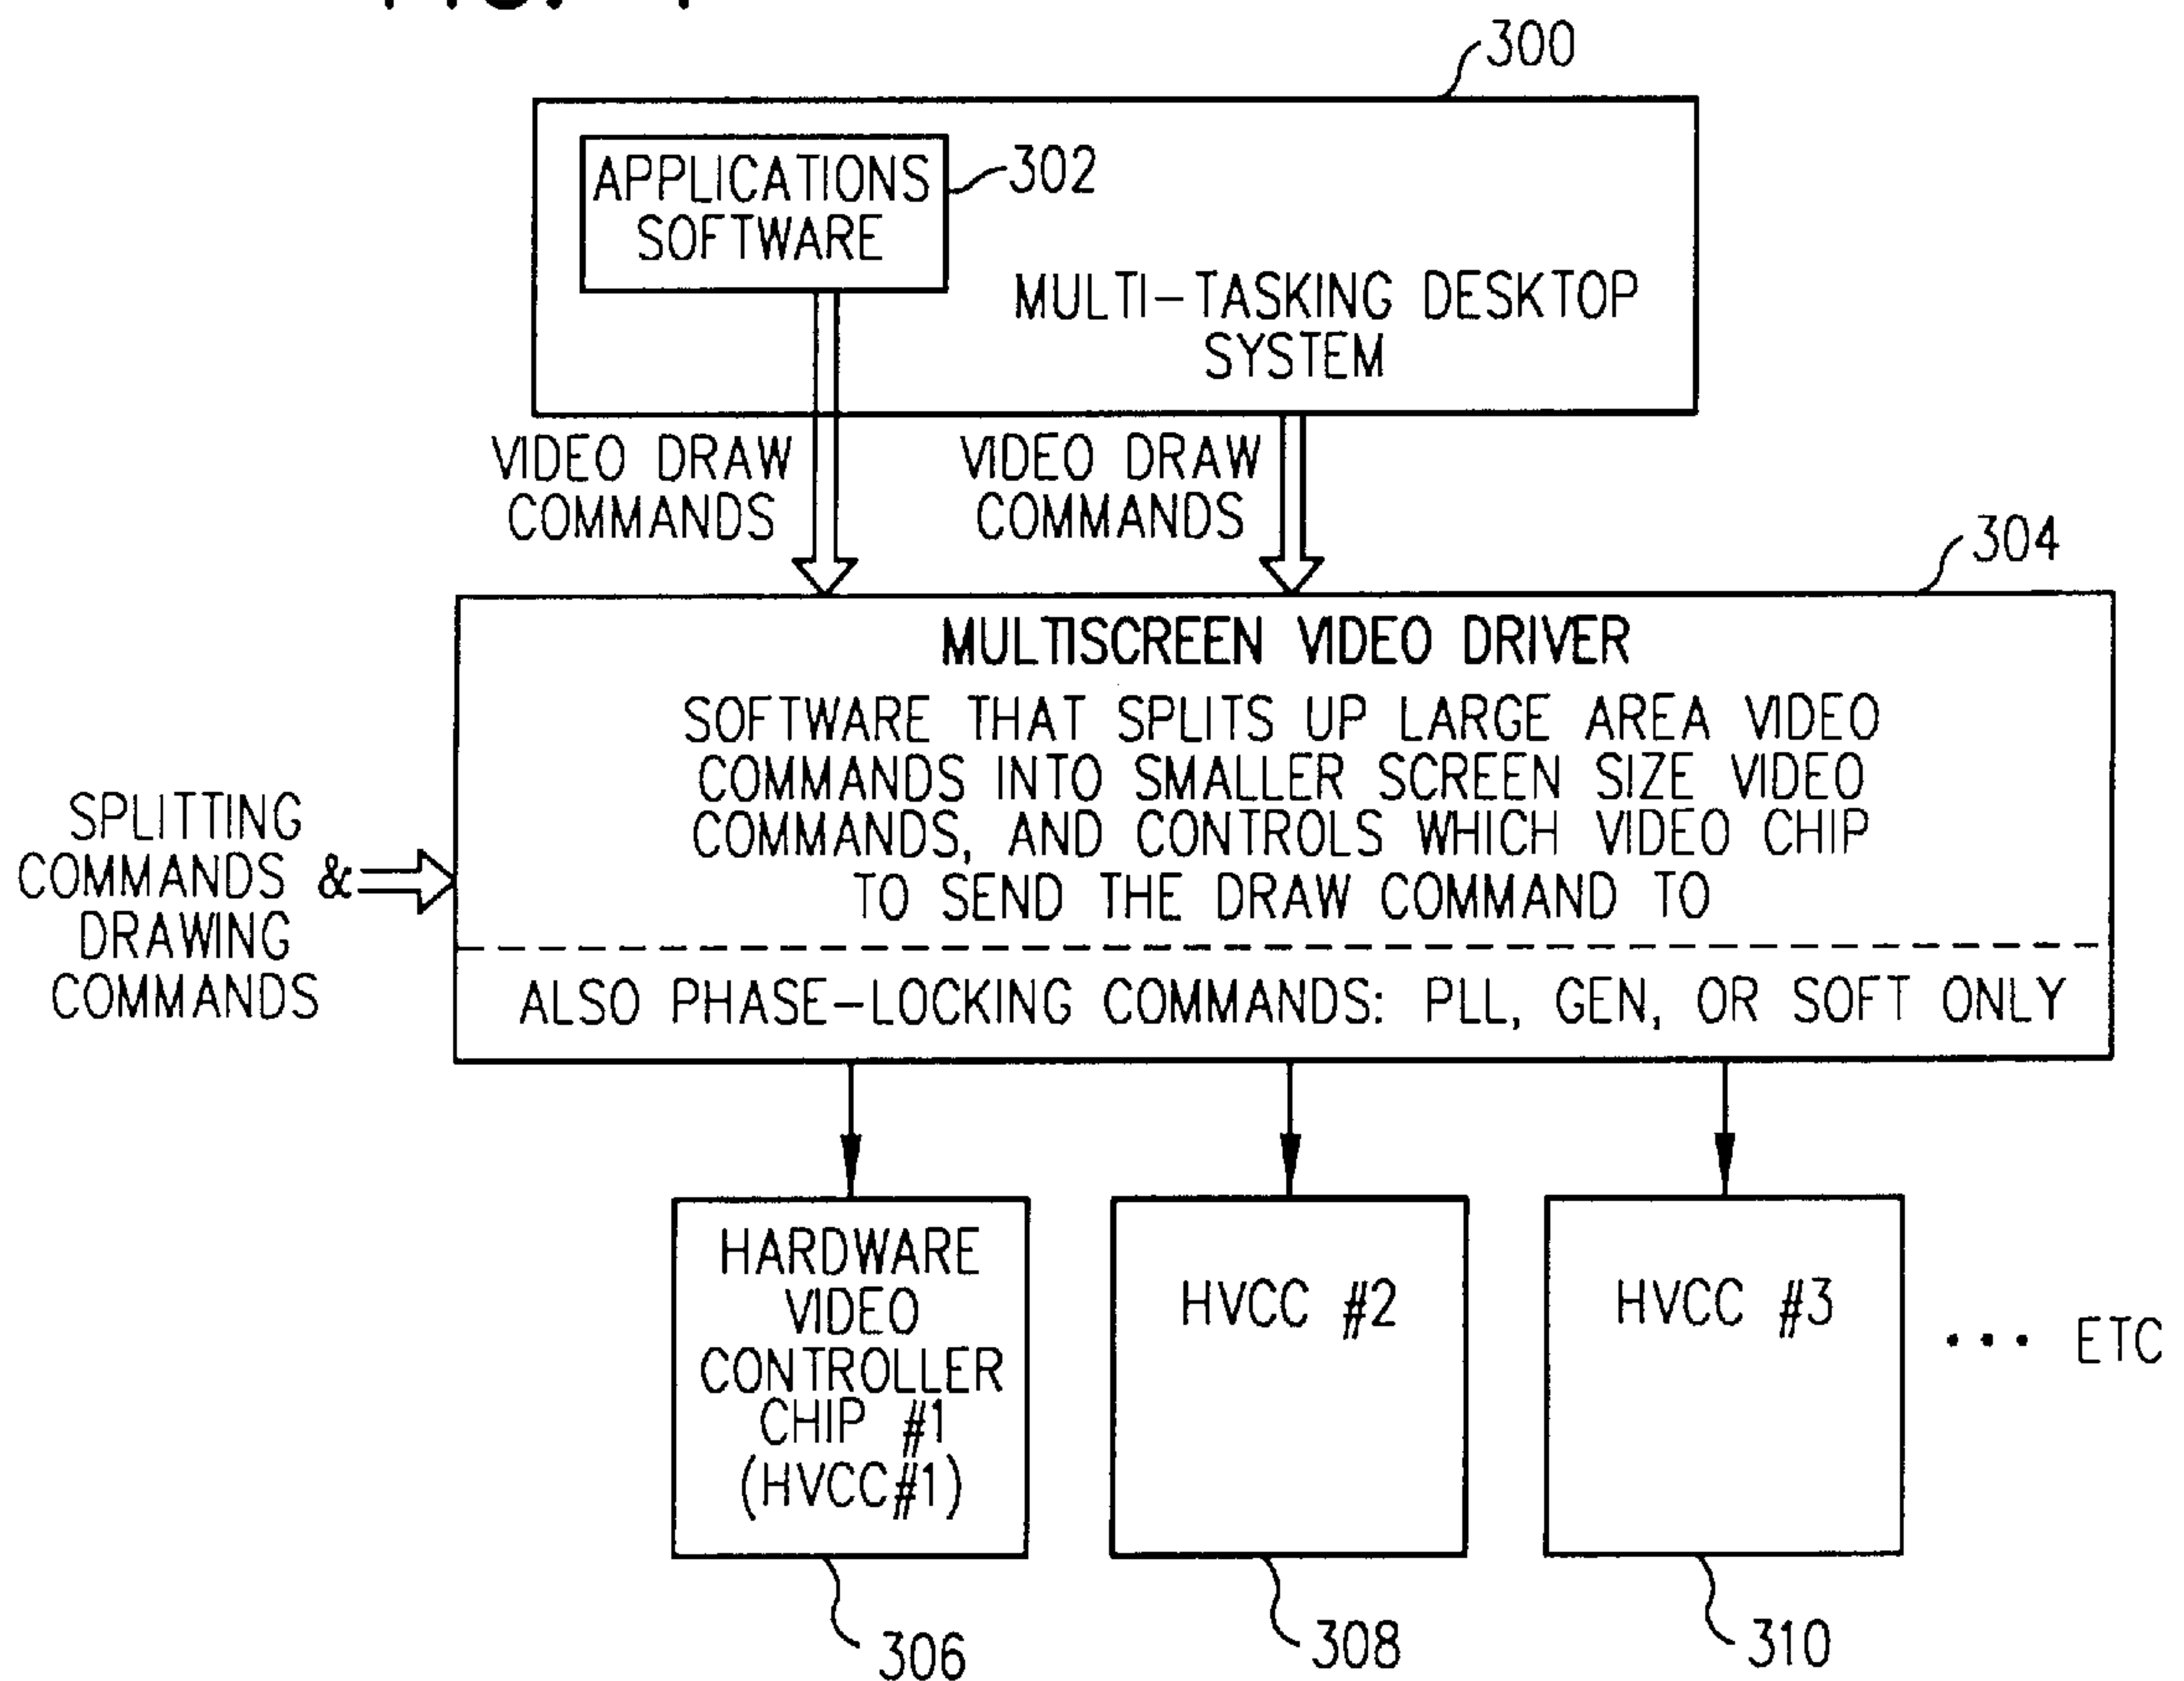 300
APPLICATIONS
SOFTWARE
302
MULTI-TASKING DESKTOP
SYSTEM
VIDEO DRAW
COMMANDS
VIDEO DRAW
COMMANDS
304
MULTISCREEN VIDEO DRIVER
SOFTWARE THAT SPLITS UP LARGE AREA VIDEO
COMMANDS INTO SMALLER SCREEN SIZE VIDEO
COMMANDS, AND CONTROLS WHICH VIDEO CHIP
TO SEND THE DRAW COMMAND TO
SPLITTING
COMMANDS &
DRAWING
COMMANDS
ALSO PHASE-LOCKING COMMANDS: PLL, GEN, OR SOFT ONLY
HARDWARE
VIDEO
CONTROLLER
CHIP #1
(HVCC#1)
HVCC #2
HVCC #3
••• ETC
306
308
310